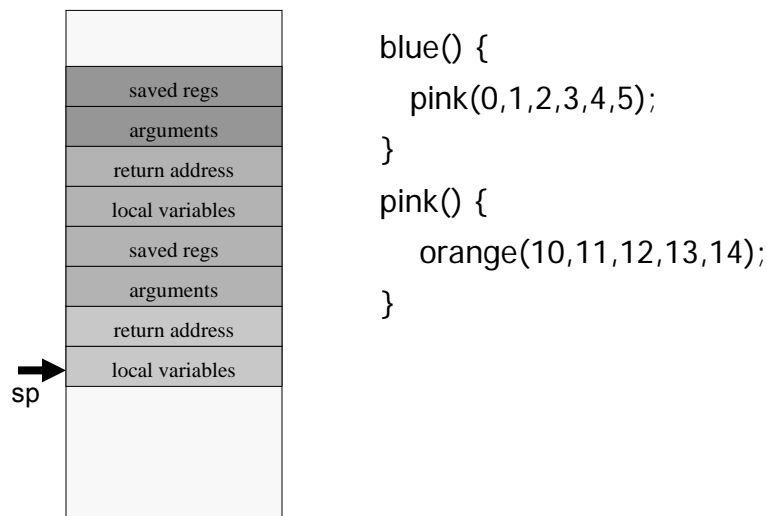 saved regs
arguments
return address
local variables
saved regs
arguments
return address
local variables
sp
blue() {
pink(0,1,2,3,4,5);
}
pink() {
orange(10,11,12,13,14);
}